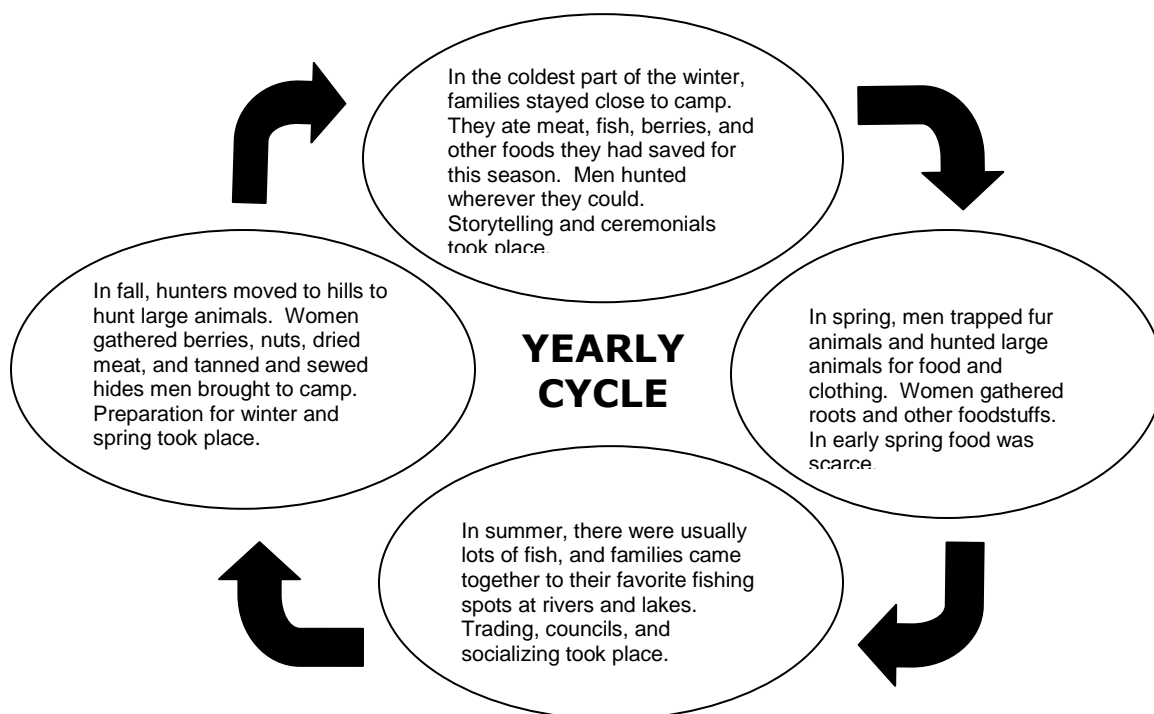 In the coldest part of the winter,
families stayed close to camp.
They ate meat, fish, berries, and
other foods they had saved for
this season.  Men hunted
wherever they could.
Storytelling and ceremonials
took place.
In fall, hunters moved to hills to
hunt large animals.  Women
gathered berries, nuts, dried
meat, and tanned and sewed
hides men brought to camp.
Preparation for winter and
spring took place.
YEARLY
CYCLE
In spring, men trapped fur
animals and hunted large
animals for food and
clothing.  Women gathered
roots and other foodstuffs.
In early spring food was
scarce.
In summer, there were usually
lots of fish, and families came
together to their favorite fishing
spots at rivers and lakes.
Trading, councils, and
socializing took place.